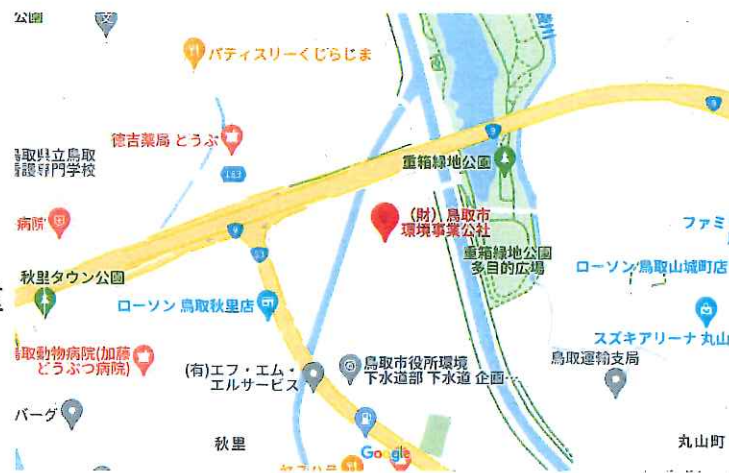 公園
パティスリーくじらじま
9
9
徳吉薬局 とうぶ
鳥取県立鳥取
看護専門学校
163
重箱緑地公園
病院
(財)鳥取市
環境事業公社
ファミ
9
53
重箱緑地公園
多目的広場
ローソン 鳥取山城町店
秋里タウン公園
ローソン 鳥取秋里店
スズキアリーナ 丸山
鳥取動物病院(加藤
どうぶつ病院)
(有)エフ・エム・
エルサービス
鳥取市役所環境
下水道部 下水道 企画…
鳥取運輸支局
バーグ
秋里
丸山町
Google